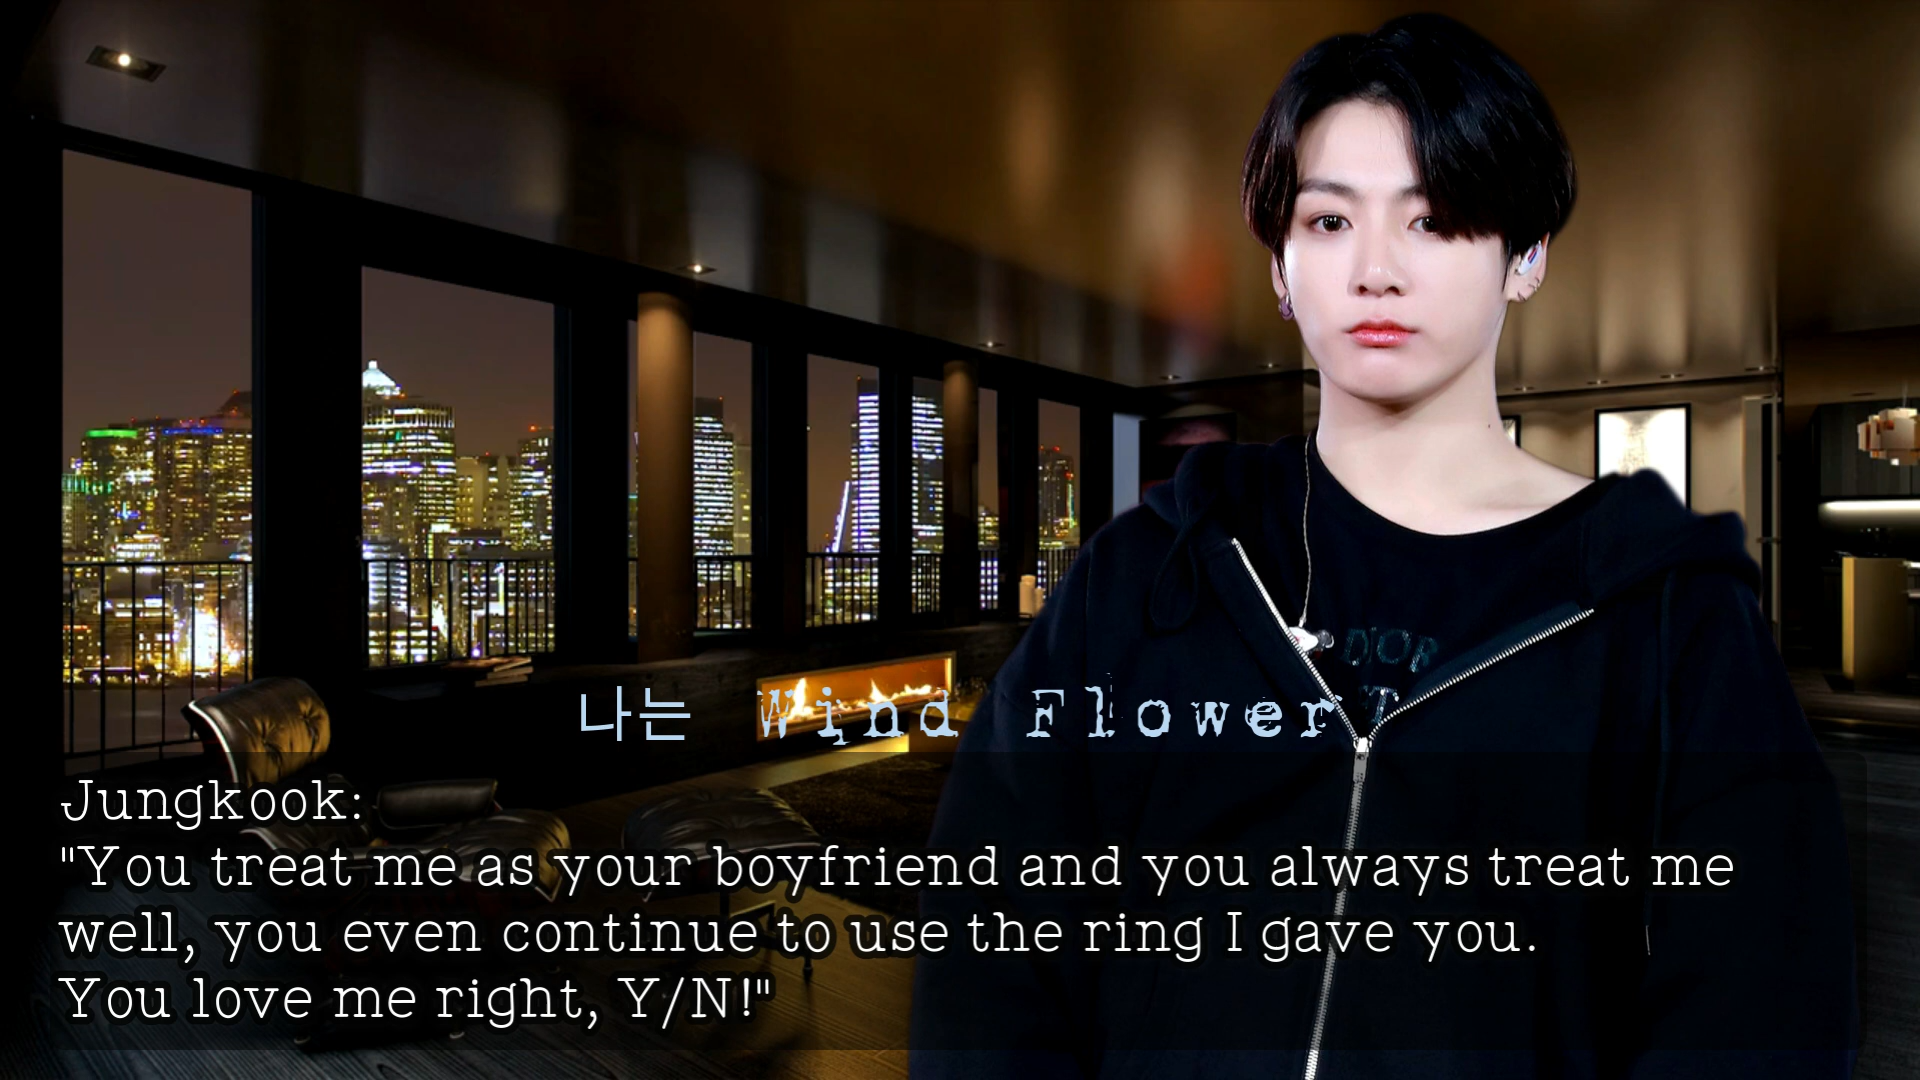 DIOR
나는 Wind Flower
Jungkook:
"You treat me as your boyfriend and you always treat me
well, you even continue to use the ring I gave you.
You love me right, Y/N!"